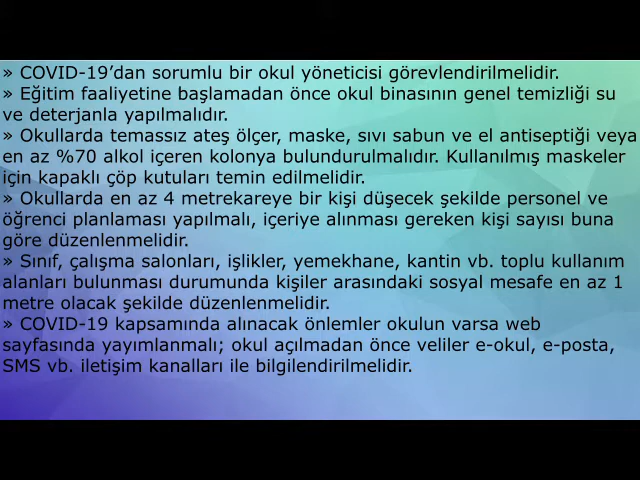 » COVID-19’dan sorumlu bir okul yöneticisi görevlendirilmelidir.
» Eğitim faaliyetine başlamadan önce okul binasının genel temizliği su
ve deterjanla yapılmalıdır.
» Okullarda temassız ateş ölçer, maske, sıvı sabun ve el antiseptiği veya
en az %70 alkol içeren kolonya bulundurulmalıdır. Kullanılmış maskeler
için kapaklı çöp kutuları temin edilmelidir.
» Okullarda en az 4 metrekareye bir kişi düşecek şekilde personel ve
öğrenci planlaması yapılmalı, içeriye alınması gereken kişi sayısı buna
göre düzenlenmelidir.
» Sınıf, çalışma salonları, işlikler, yemekhane, kantin vb. toplu kullanım
alanları bulunması durumunda kişiler arasındaki sosyal mesafe en az 1
metre olacak şekilde düzenlenmelidir.
» COVID-19 kapsamında alınacak önlemler okulun varsa web
sayfasında yayımlanmalı; okul açılmadan önce veliler e-okul, e-posta,
SMS vb. iletişim kanalları ile bilgilendirilmelidir.